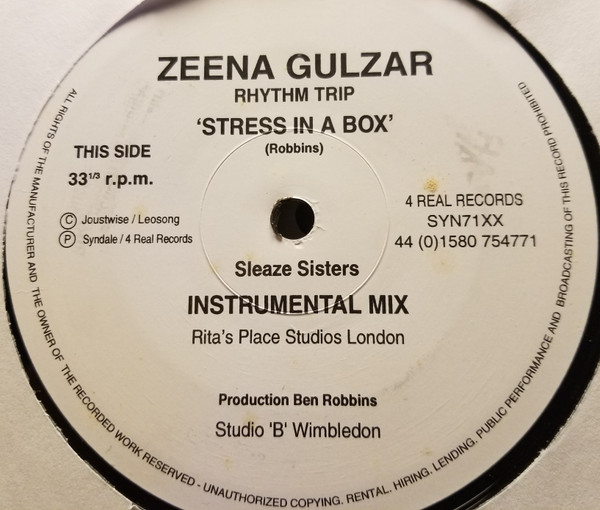 ZEENA GULZAR
RHYTHM TRIP
'STRESS IN A BOX'
(Robbins)
THIS SIDE
33 1/3 r.p.m.
Ⓒ Joustwise / Leosong
Ⓟ Syndale / 4 Real Records
4 REAL RECORDS
SYN71XX
44 (0)1580 754771
Sleaze Sisters
INSTRUMENTAL MIX
Rita's Place Studios London
Production Ben Robbins
Studio 'B' Wimbledon
ALL RIGHTS OF THE MANUFACTURER AND THE OWNER OF THE RECORDED WORK RESERVED - UNAUTHORIZED COPYING. RENTAL. HIRING. LENDING. PUBLIC PERFORMANCE AND BROADCASTING OF THIS RECORD PROHIBITED